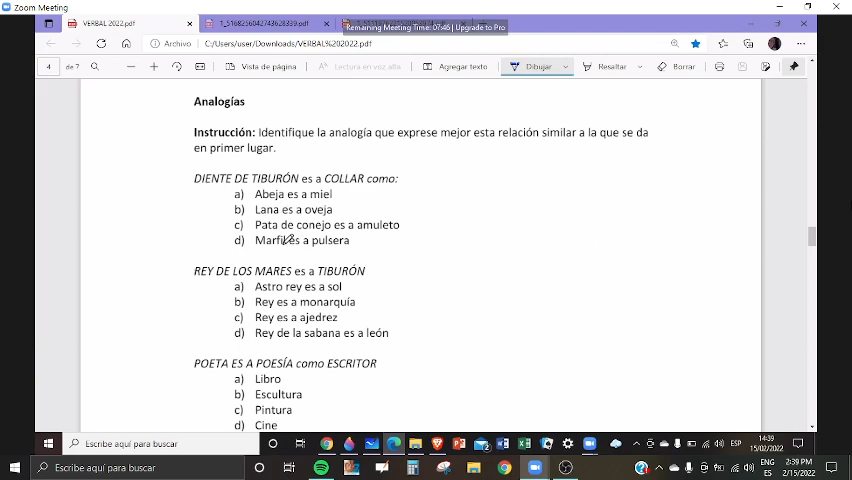 Zoom Meeting
VERBAL 2022.pdf
1_5168256042743628339.pdf
Remaining Meeting Time: 07:46 | Upgrade to Pro
Archivo
C:/Users/user/Downloads/VERBAL%202022.pdf
4 de 7
Vista de página
Lectura en voz alta
Agregar texto
Dibujar
Resaltar
Borrar
Analogías
Instrucción: Identifique la analogía que exprese mejor esta relación similar a la que se da
en primer lugar.
DIENTE DE TIBURÓN es a COLLAR como:
a) Abeja es a miel
b) Lana es a oveja
c) Pata de conejo es a amuleto
d) Marfil es a pulsera
REY DE LOS MARES es a TIBURÓN
a) Astro rey es a sol
b) Rey es a monarquía
c) Rey es a ajedrez
d) Rey de la sabana es a león
POETA ES A POESÍA como ESCRITOR
a) Libro
b) Escultura
c) Pintura
d) Cine
Escribe aquí para buscar
ESP
14:39
15/02/2022
Escribe aquí para buscar
ENG
ES
2:39 PM
2/15/2022